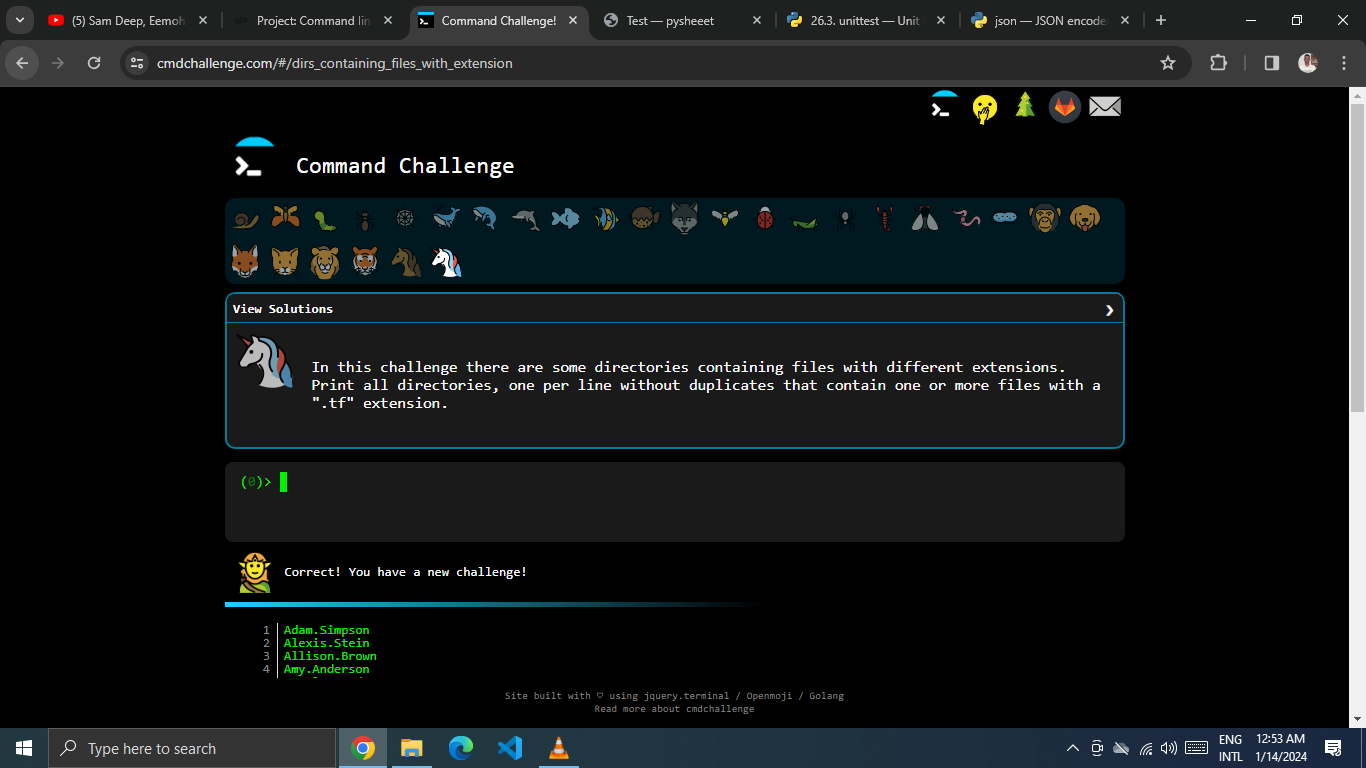 (5) Sam Deep, Eemoh
Project: Command lin
Command Challenge!
Test — pysheeet
26.3. unittest — Unit
json — JSON encode
cmdchallenge.com/#/dirs_containing_files_with_extension
Command Challenge
View Solutions
In this challenge there are some directories containing files with different extensions.
Print all directories, one per line without duplicates that contain one or more files with a
".tf" extension.
(0)>
Correct! You have a new challenge!
1 Adam.Simpson
2 Alexis.Stein
3 Allison.Brown
4 Amy.Anderson
Site built with ♡ using jquery.terminal / Openmoji / Golang
Read more about cmdchallenge
Type here to search
ENG
INTL
12:53 AM
1/14/2024